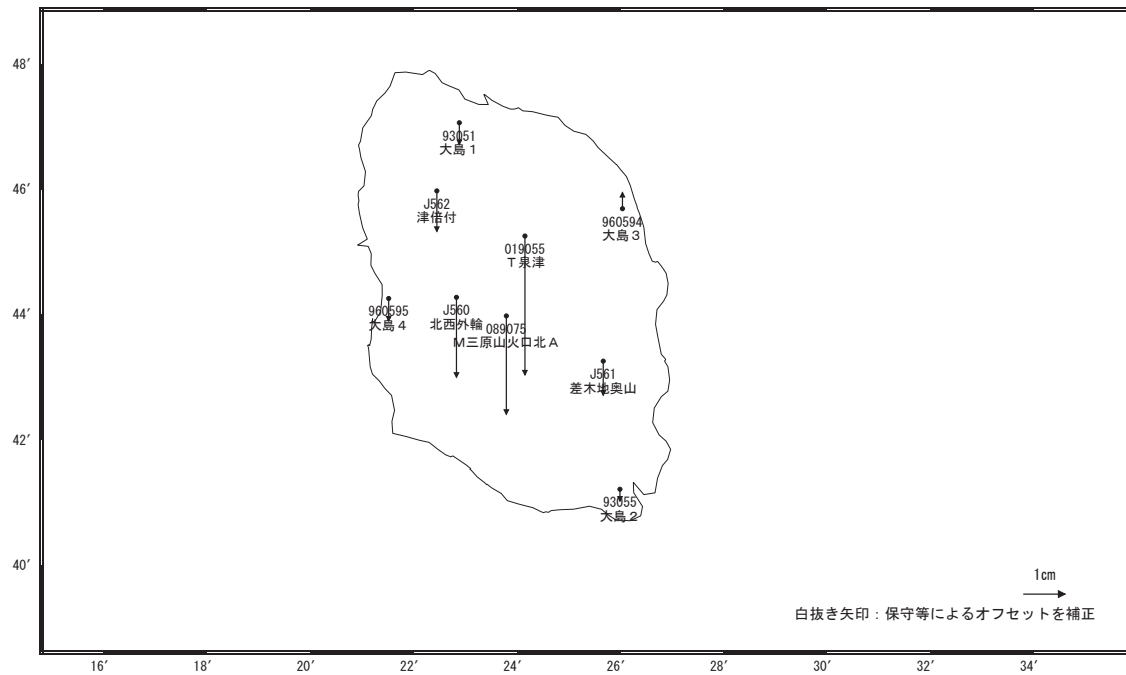 48′
93051
大島１
46′
J562
津倍付
960594
大島３
019055
Ｔ泉津
44′
960595
大島４
J560
北西外輪
089075
Ｍ三原山火口北Ａ
J561
差木地奥山
42′
93055
大島２
40′
1cm
白抜き矢印：保守等によるオフセットを補正
16′ 18′ 20′ 22′ 24′ 26′ 28′ 30′ 32′ 34′